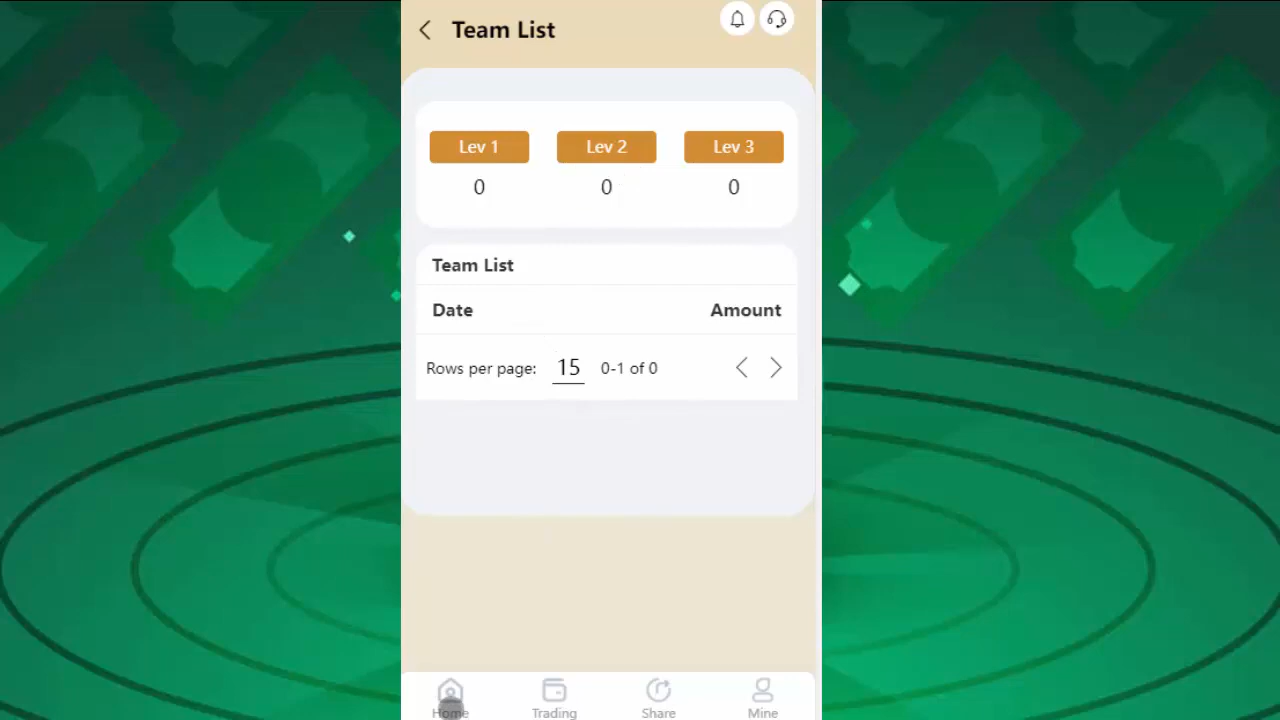 Team List
Lev 1 Lev 2 Lev 3
0 0 0
Team List
Date Amount
Rows per page: 15 0-1 of 0
Home Trading Share Mine